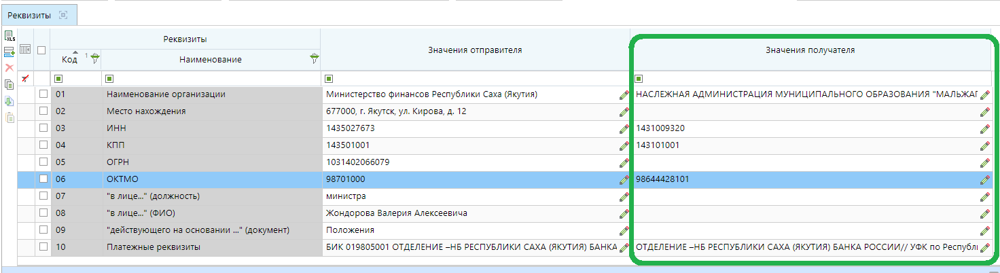 Реквизиты
XLS
Реквизиты
Значения отправителя
Значения получателя
Код 1
Наименование
01 Наименование организации Министерство финансов Республики Саха (Якутия) НАСЛЕЖНАЯ АДМИНИСТРАЦИЯ МУНИЦИПАЛЬНОГО ОБРАЗОВАНИЯ "МАЛЬЖАГ
02 Место нахождения 677000, г. Якутск, ул. Кирова, д. 12
03 ИНН 1435027673 1431009320
04 КПП 143501001 143101001
05 ОГРН 1031402066079
06 ОКТМО 98701000 98644428101
07 "в лице..." (должность) министра
08 "в лице..." (ФИО) Жондорова Валерия Алексеевича
09 "действующего на основании ..." (документ) Положения
10 Платежные реквизиты БИК 019805001 ОТДЕЛЕНИЕ –НБ РЕСПУБЛИКИ САХА (ЯКУТИЯ) БАНКА ОТДЕЛЕНИЕ –НБ РЕСПУБЛИКИ САХА (ЯКУТИЯ) БАНКА РОССИИ// УФК по Республ